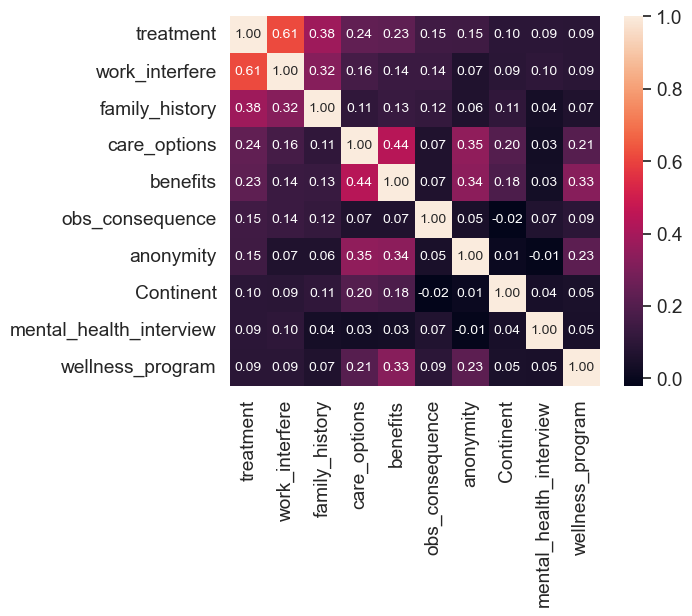 treatment 1.00 0.61 0.38 0.24 0.23 0.15 0.15 0.10 0.09 0.09
work_interfere 0.61 1.00 0.32 0.16 0.14 0.14 0.07 0.09 0.10 0.09
family_history 0.38 0.32 1.00 0.11 0.13 0.12 0.06 0.11 0.04 0.07
care_options 0.24 0.16 0.11 1.00 0.44 0.07 0.35 0.20 0.03 0.21
benefits 0.23 0.14 0.13 0.44 1.00 0.07 0.34 0.18 0.03 0.33
obs_consequence 0.15 0.14 0.12 0.07 0.07 1.00 0.05 -0.02 0.07 0.09
anonymity 0.15 0.07 0.06 0.35 0.34 0.05 1.00 0.01 -0.01 0.23
Continent 0.10 0.09 0.11 0.20 0.18 -0.02 0.01 1.00 0.04 0.05
mental_health_interview 0.09 0.10 0.04 0.03 0.03 0.07 -0.01 0.04 1.00 0.05
wellness_program 0.09 0.09 0.07 0.21 0.33 0.09 0.23 0.05 0.05 1.00
treatment
work_interfere
family_history
care_options
benefits
obs_consequence
anonymity
Continent
mental_health_interview
wellness_program
1.0
0.8
0.6
0.4
0.2
0.0